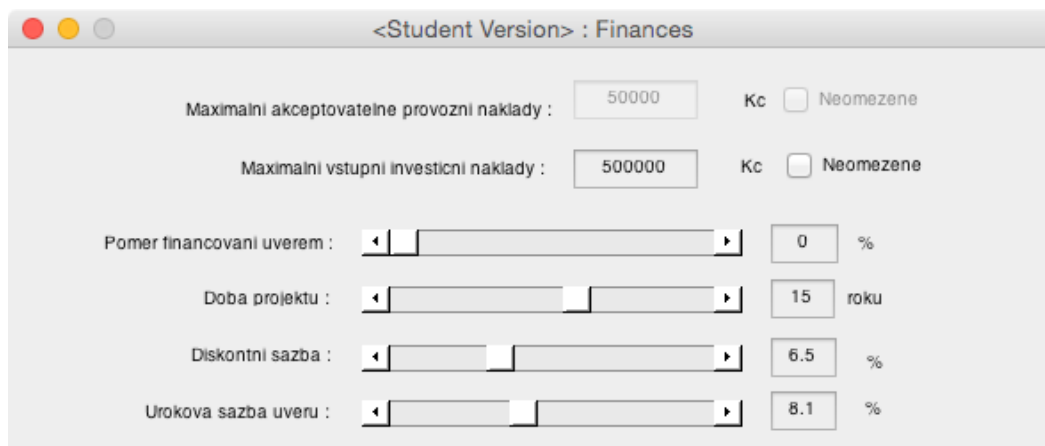 <Student Version> : Finances
Maximalni akceptovatelne provozni naklady : 50000 Kc Neomezene
Maximalni vstupni investicni naklady : 500000 Kc Neomezene
Pomer financovani uverem : 0 %
Doba projektu : 15 roku
Diskontni sazba : 6.5 %
Urokova sazba uveru : 8.1 %